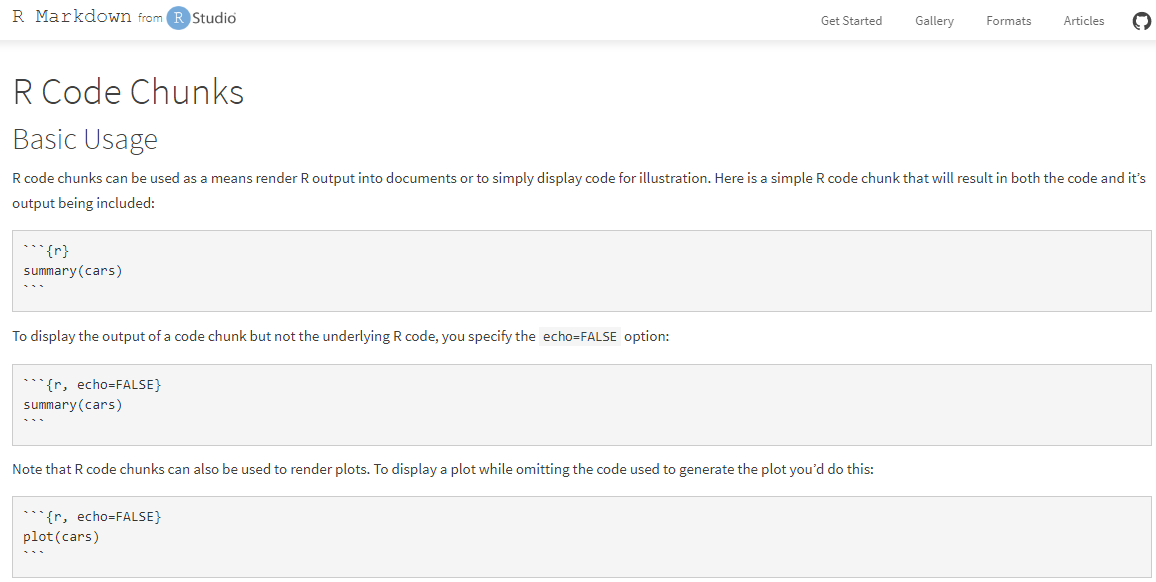 R Markdown from R Studio
Get Started Gallery Formats Articles
R Code Chunks
Basic Usage
R code chunks can be used as a means render R output into documents or to simply display code for illustration. Here is a simple R code chunk that will result in both the code and it’s
output being included:
```{r}
summary(cars)
```
To display the output of a code chunk but not the underlying R code, you specify the echo=FALSE option:
```{r, echo=FALSE}
summary(cars)
```
Note that R code chunks can also be used to render plots. To display a plot while omitting the code used to generate the plot you’d do this:
```{r, echo=FALSE}
plot(cars)
```